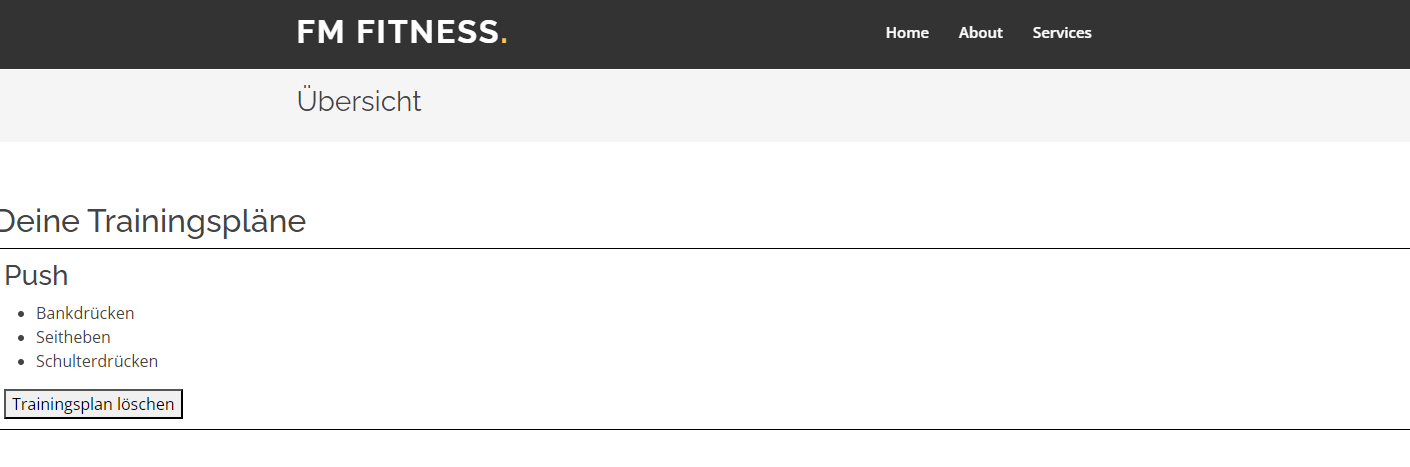 FM FITNESS.
Home About Services
Übersicht
Deine Trainingspläne
Push
Bankdrücken
Seitheben
Schulterdrücken
Trainingsplan löschen